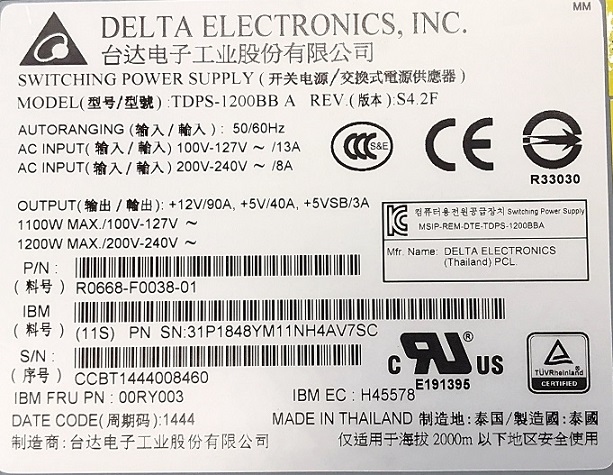 MM
DELTA ELECTRONICS, INC.
台达电子工业股份有限公司
SWITCHING POWER SUPPLY (开关电源/交換式電源供應器)
MODEL(型号/型號) :TDPS-1200BB A REV.(版本):S4.2F
AUTORANGING (输入 / 輸入) : 50/60Hz
AC INPUT( 输入 / 輸入) 100V-127V ~ /13A
AC INPUT( 输入 / 輸入) 200V-240V ~ /8A
S&E
R33030
OUTPUT(输出 / 輸出): +12V/90A, +5V/40A, +5VSB/3A
1100W MAX./100V-127V ~
1200W MAX./200V-240V ~
컴퓨터용전원공급장치 Switching Power Supply
MSIP-REM-DTE-TDPS-1200BBA
Mfr. Name: DELTA ELECTRONICS
(Thailand) PCL.
P/N :
(料号) R0668-F0038-01
IBM
(料号) (11S) PN SN:31P1848YM11NH4AV7SC
S/N :
(序号) CCBT1444008460
C RU US
®
E191395
TÜVRheinland
CERTIFIED
IBM FRU PN : 00RY003 IBM EC : H45578
DATE CODE(周期码):1444 MADE IN THAILAND 制造地:泰国/製造國:泰國
制造商:台达电子工业股份有限公司 仅适用于海拔 2000m 以下地区安全使用